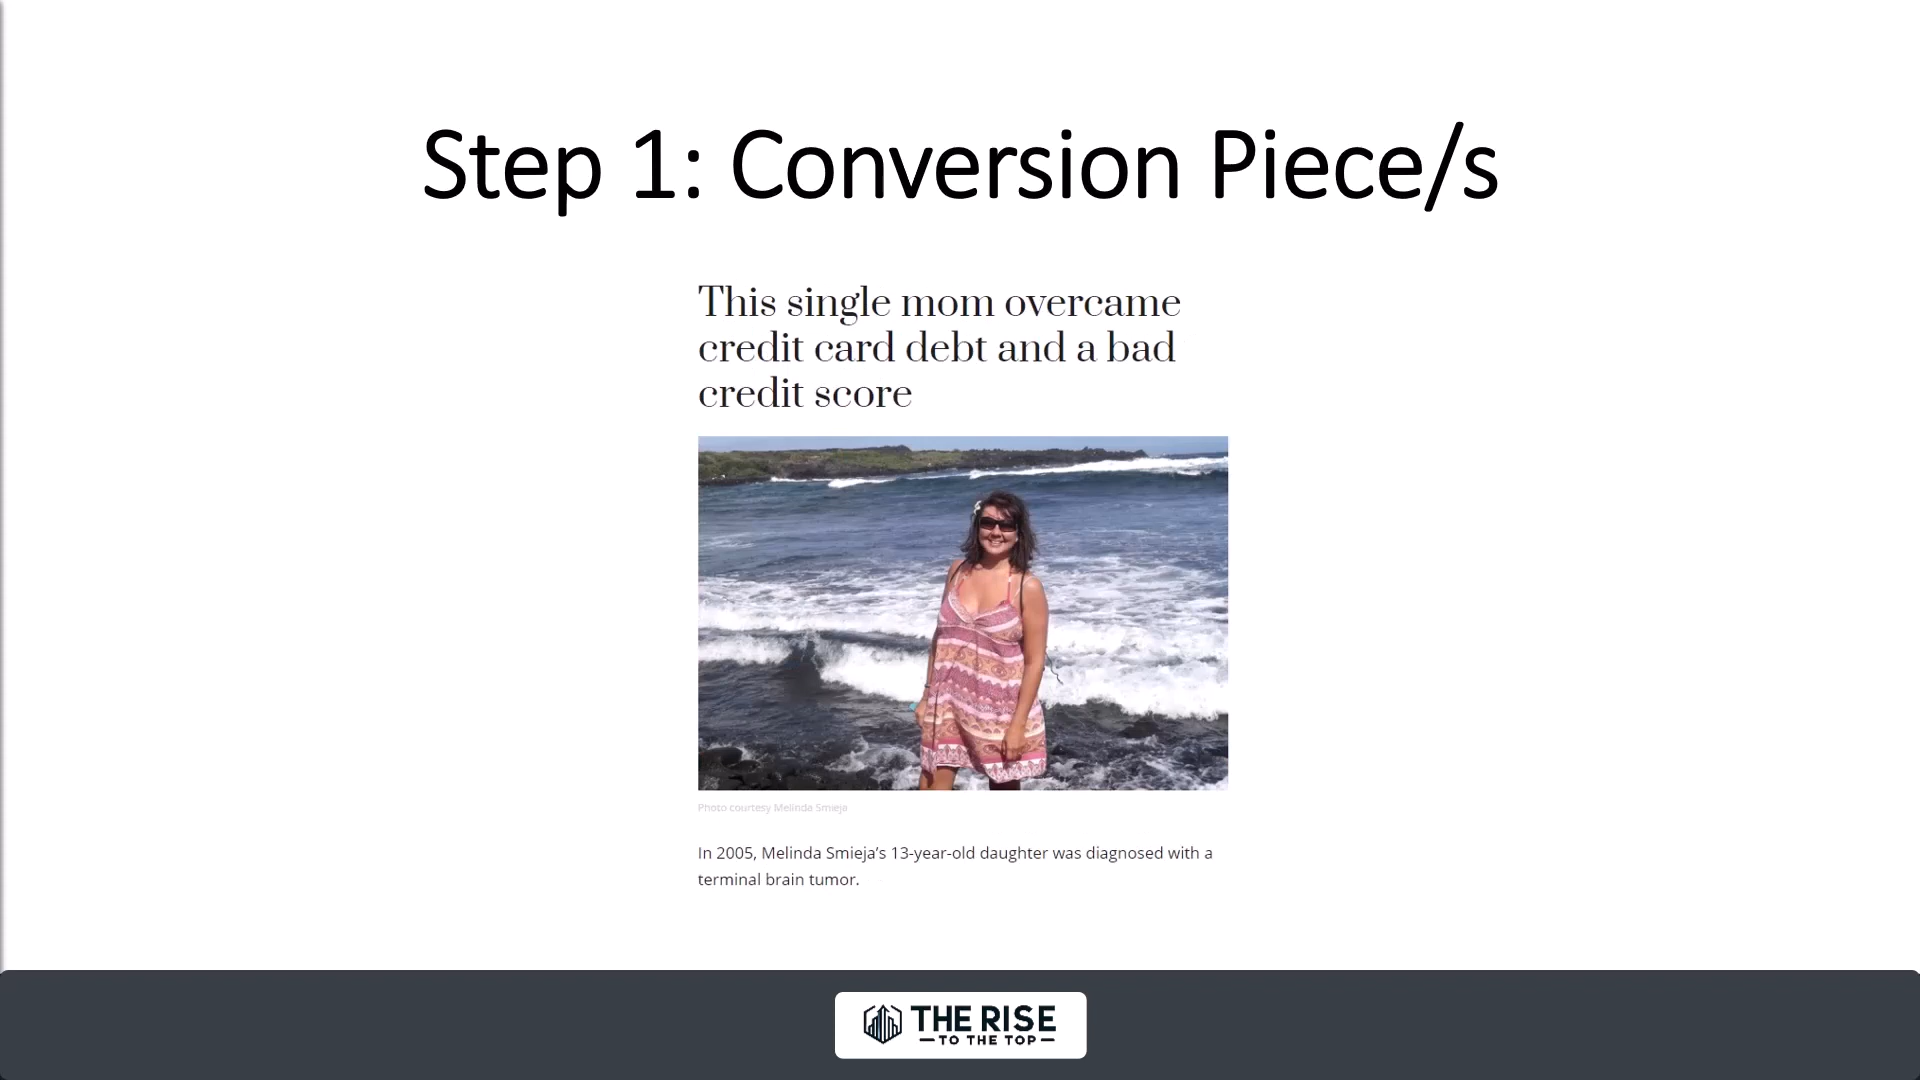 Step 1: Conversion Piece/s
This single mom overcame
credit card debt and a bad
credit score
Photo courtesy Melinda Smieja
In 2005, Melinda Smieja’s 13-year-old daughter was diagnosed with a
terminal brain tumor.
THE RISE
TO THE TOP